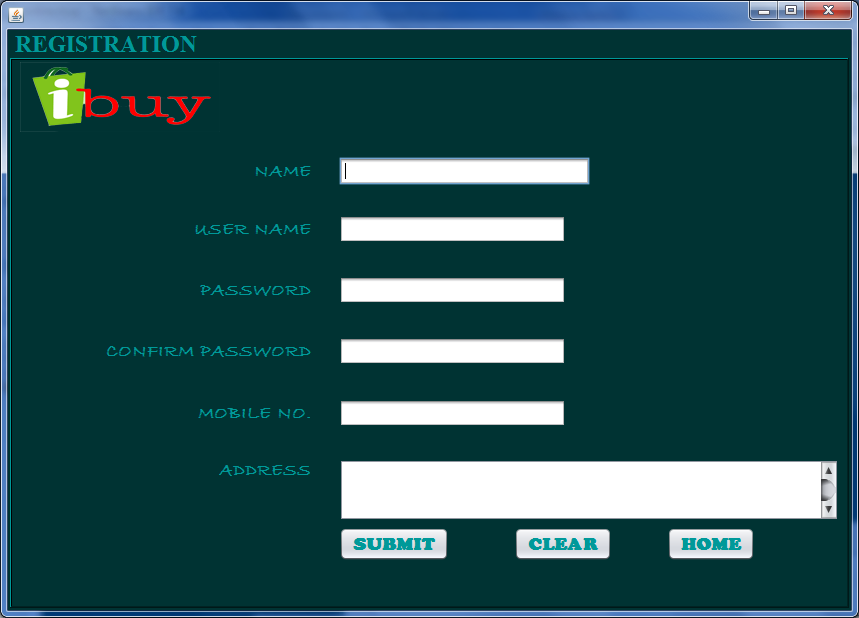 REGISTRATION
ibuy
NAME
USER NAME
PASSWORD
CONFIRM PASSWORD
MOBILE NO.
ADDRESS
SUBMIT CLEAR HOME